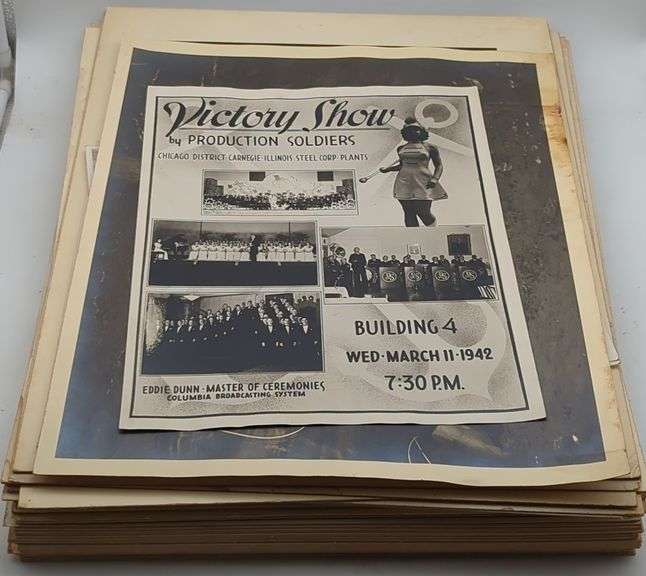 Victory Show
by PRODUCTION SOLDIERS
CHICAGO DISTRICT CARNEGIE-ILLINOIS STEEL CORP. PLANTS
BUILDING 4
WED·MARCH 11·1942
7:30 P.M.
EDDIE DUNN-MASTER OF CEREMONIES
COLUMBIA BROADCASTING SYSTEM